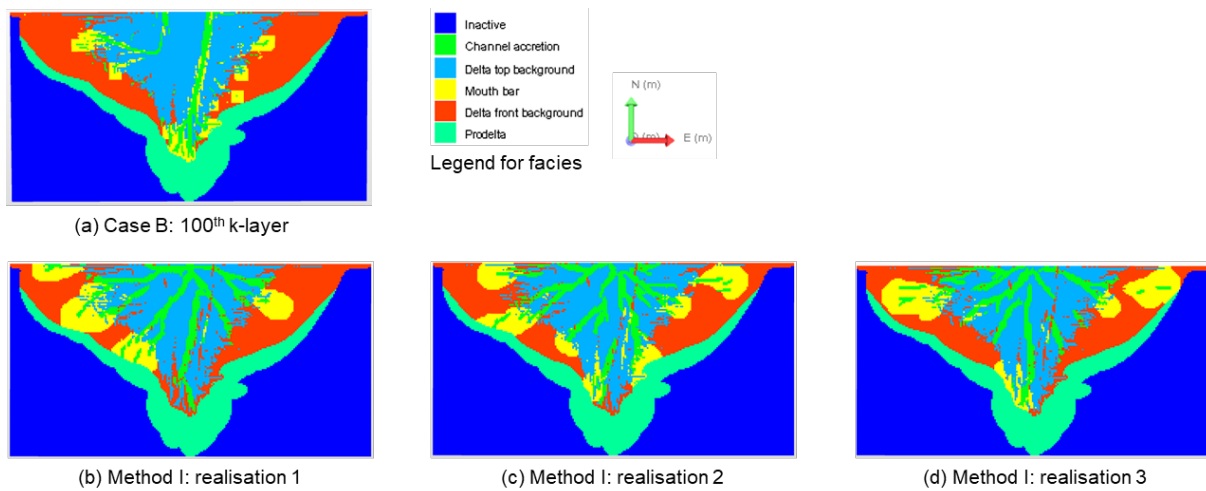 Inactive
Channel accretion
Delta top background
Mouth bar
Delta front background
Prodelta
N (m)
(m)
E (m)
Legend for facies
(a) Case B: 100th k-layer
(b) Method I: realisation 1
(c) Method I: realisation 2
(d) Method I: realisation 3